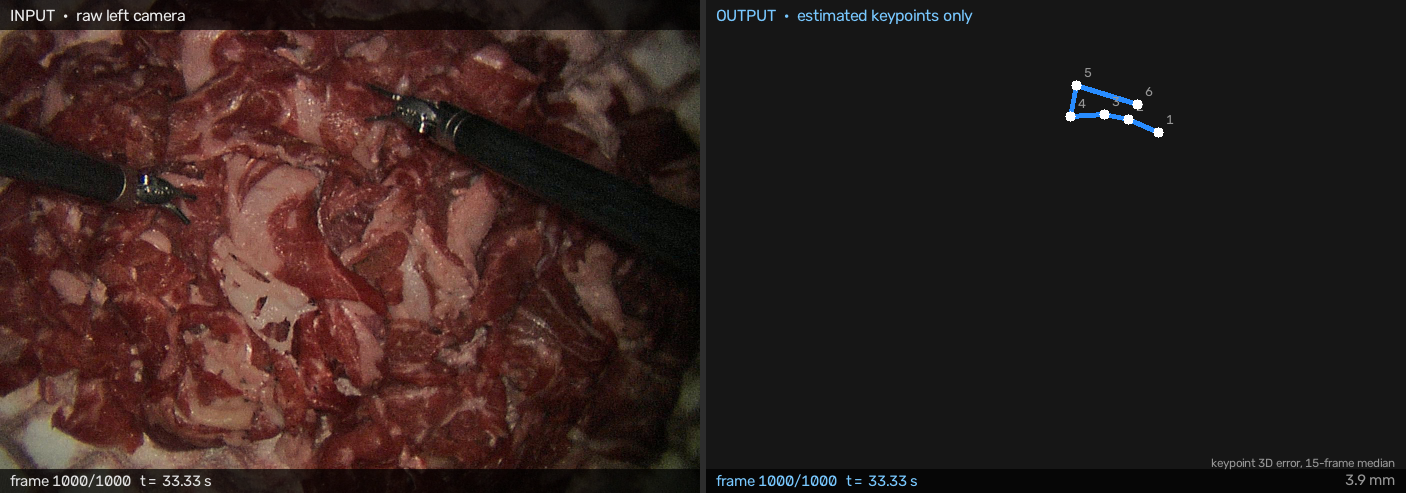 INPUT • raw left camera
OUTPUT • estimated keypoints only
5
6
4
3
1
keypoint 3D error, 15-frame median
frame 1000/1000 t= 33.33 s
frame 1000/1000 t= 33.33 s
3.9 mm